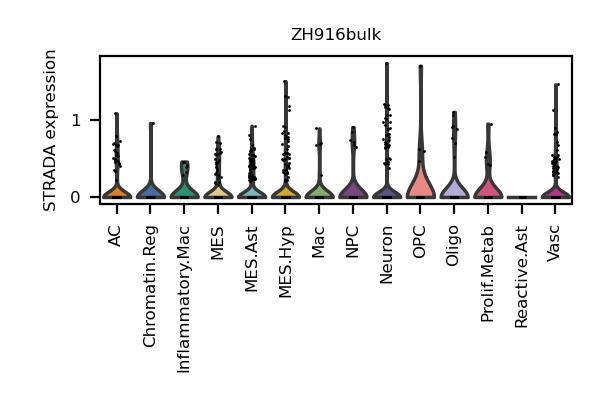 ZH916bulk
STRADA expression
1
0
AC
Chromatin.Reg
Inflammatory.Mac
MES
MES.Ast
MES.Hyp
Mac
NPC
Neuron
OPC
Oligo
Prolif.Metab
Reactive.Ast
Vasc